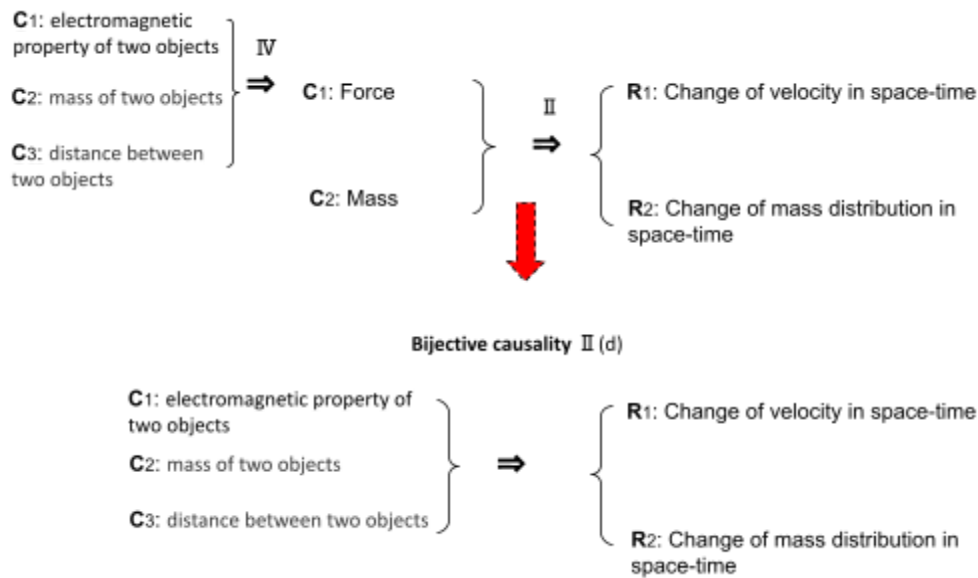 C1: electromagnetic
property of two objects
C2: mass of two objects
C3: distance between
two objects
Ⅳ
⇒
C1: Force
C2: Mass
Ⅱ
⇒
R1: Change of velocity in space-time
R2: Change of mass distribution in
space-time
Bijective causality Ⅱ (d)
C1: electromagnetic property of
two objects
C2: mass of two objects
C3: distance between two objects
⇒
R1: Change of velocity in space-time
R2: Change of mass distribution in
space-time